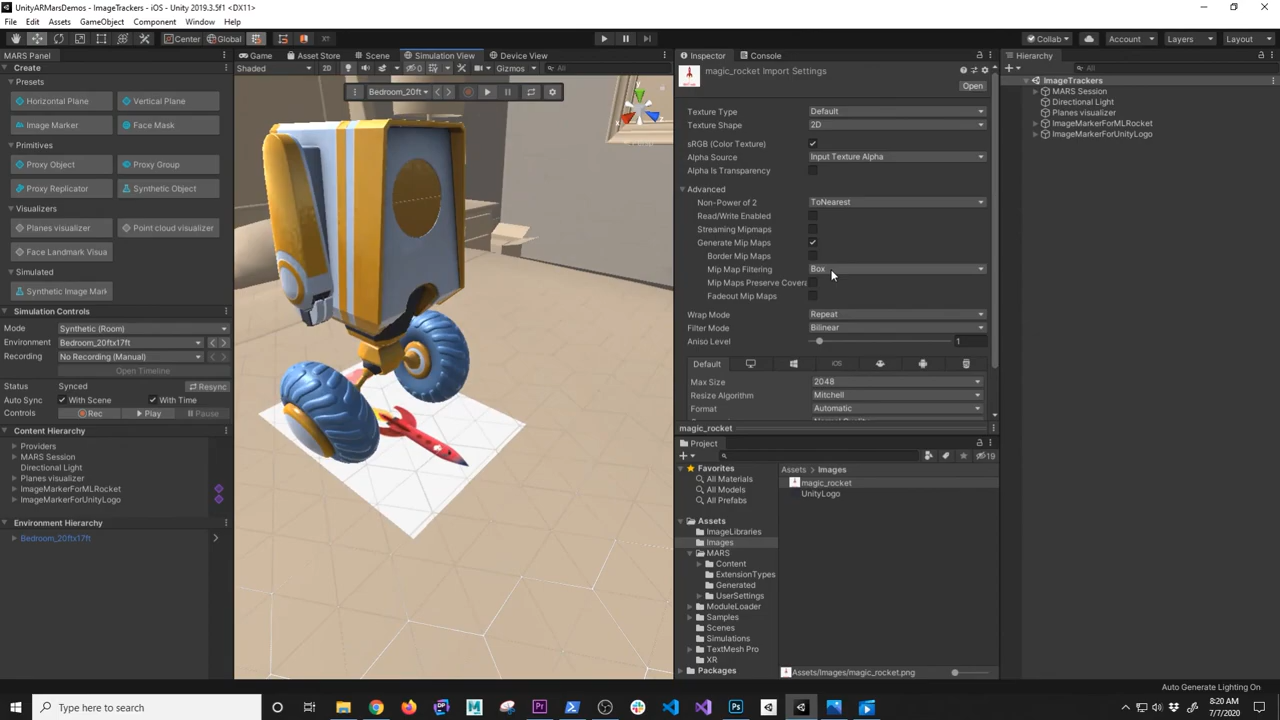 UnityARMarsDemos - ImageTrackers - iOS - Unity 2019.3.5f1 <DX11>
File Edit Assets GameObject Component Window Help
Center Global
Collab Account Layers Layout
MARS Panel
Create
Presets
Horizontal Plane Vertical Plane
Image Marker Face Mask
Primitives
Proxy Object Proxy Group
Proxy Replicator Synthetic Object
Visualizers
Planes visualizer Point cloud visualizer
Face Landmark Visua
Simulated
Synthetic Image Mark
Simulation Controls
Mode Synthetic (Room)
Environment Bedroom_20ftx17ft
Recording No Recording (Manual)
Open Timeline
Status Synced Resync
Auto Sync With Scene With Time
Controls Rec Play Pause
Content Hierarchy
Providers
MARS Session
Directional Light
Planes visualizer
ImageMarkerForMLRocket
ImageMarkerForUnityLogo
Environment Hierarchy
Bedroom_20ftx17ft
Game Asset Store Scene Simulation View Device View
Shaded 2D 0 Gizmos All
Bedroom_20ft
Inspector Console
magic_rocket Import Settings
Open
Texture Type Default
Texture Shape 2D
sRGB (Color Texture)
Alpha Source Input Texture Alpha
Alpha Is Transparency
Advanced
Non-Power of 2 ToNearest
Read/Write Enabled
Streaming Mipmaps
Generate Mip Maps
Border Mip Maps
Mip Map Filtering Box
Mip Maps Preserve Covera
Fadeout Mip Maps
Wrap Mode Repeat
Filter Mode Bilinear
Aniso Level 1
Default iOS
Max Size 2048
Resize Algorithm Mitchell
Format Automatic
magic_rocket
Project
19
Favorites
All Materials
All Models
All Prefabs
Assets
ImageLibraries
Images
MARS
Content
ExtensionTypes
Generated
UserSettings
ModuleLoader
Samples
Scenes
Simulations
TextMesh Pro
XR
Packages
Assets Images
magic_rocket
UnityLogo
Assets/Images/magic_rocket.png
Hierarchy
All
ImageTrackers
MARS Session
Directional Light
Planes visualizer
ImageMarkerForMLRocket
ImageMarkerForUnityLogo
Auto Generate Lighting On
Type here to search
8:20 AM
7/7/2020